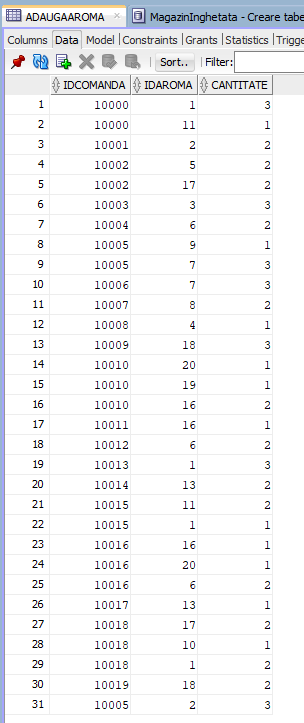 ADAUGAAROMA MagazinInghetata - Creare tabe
Columns Data Model Constraints Grants Statistics Trigge
Sort.. Filter:
IDCOMANDA IDAROMA CANTITATE
1 10000 1 3
2 10000 11 1
3 10001 2 2
4 10002 5 2
5 10002 17 2
6 10003 3 3
7 10004 6 2
8 10005 9 1
9 10005 7 3
10 10006 7 3
11 10007 8 2
12 10008 4 1
13 10009 18 3
14 10010 20 1
15 10010 19 1
16 10010 16 2
17 10011 16 1
18 10012 6 2
19 10013 1 3
20 10014 13 2
21 10015 11 2
22 10015 1 1
23 10016 16 1
24 10016 20 1
25 10016 6 2
26 10017 13 1
27 10018 17 2
28 10018 10 1
29 10018 1 2
30 10019 18 2
31 10005 2 3